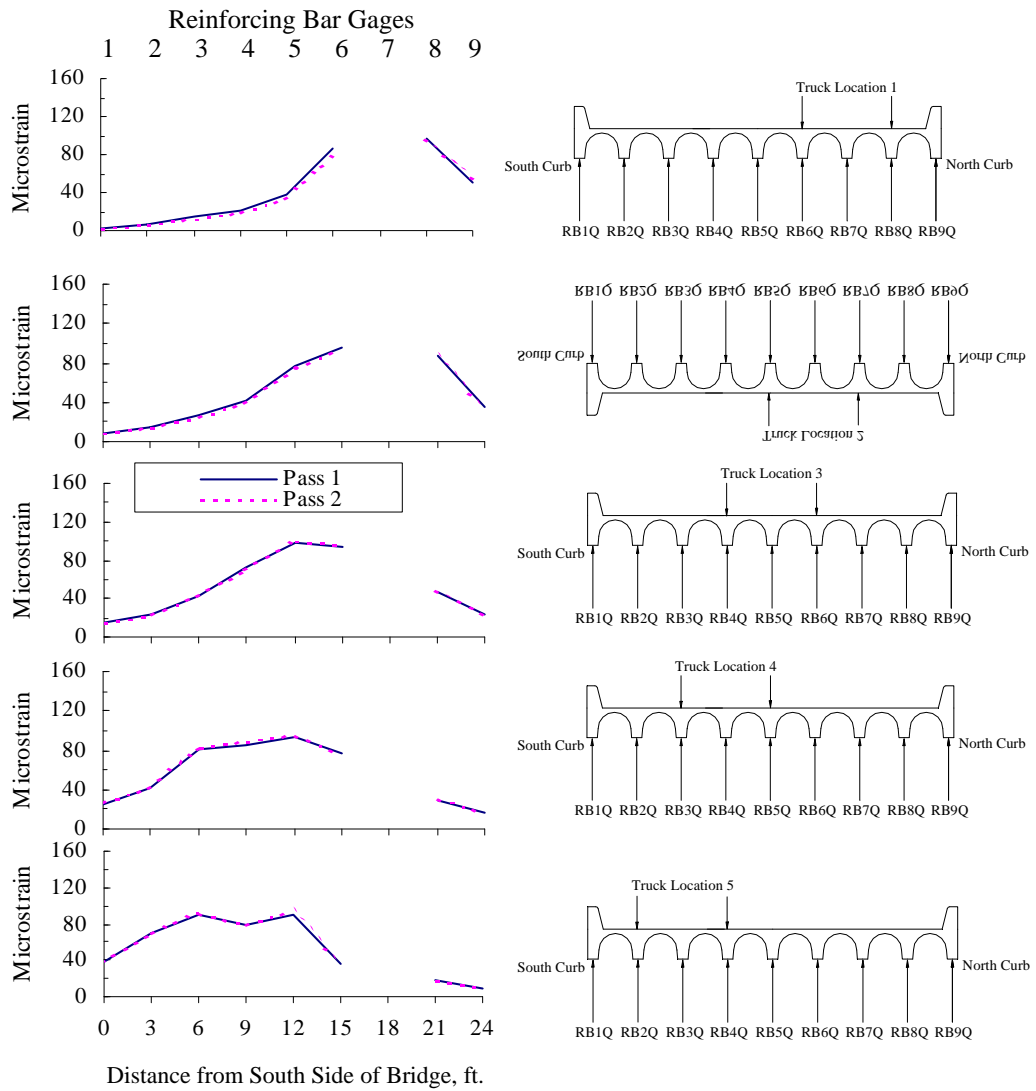 Reinforcing Bar Gages
1 2 3 4 5 6 7 8 9
160
120
80
40
0
Microstrain
Truck Location 1
South Curb
North Curb
RB1Q RB2Q RB3Q RB4Q RB5Q RB6Q RB7Q RB8Q RB9Q
160
120
80
40
0
Microstrain
RB1Q RB2Q RB3Q RB4Q RB5Q RB6Q RB7Q RB8Q RB9Q
South Curb
North Curb
Truck Location 2
160
120
80
40
0
Microstrain
Pass 1
Pass 2
Truck Location 3
South Curb
North Curb
RB1Q RB2Q RB3Q RB4Q RB5Q RB6Q RB7Q RB8Q RB9Q
160
120
80
40
0
Microstrain
Truck Location 4
South Curb
North Curb
RB1Q RB2Q RB3Q RB4Q RB5Q RB6Q RB7Q RB8Q RB9Q
160
120
80
40
0
Microstrain
0 3 6 9 12 15 21 24
Truck Location 5
South Curb
North Curb
RB1Q RB2Q RB3Q RB4Q RB5Q RB6Q RB7Q RB8Q RB9Q
Distance from South Side of Bridge, ft.